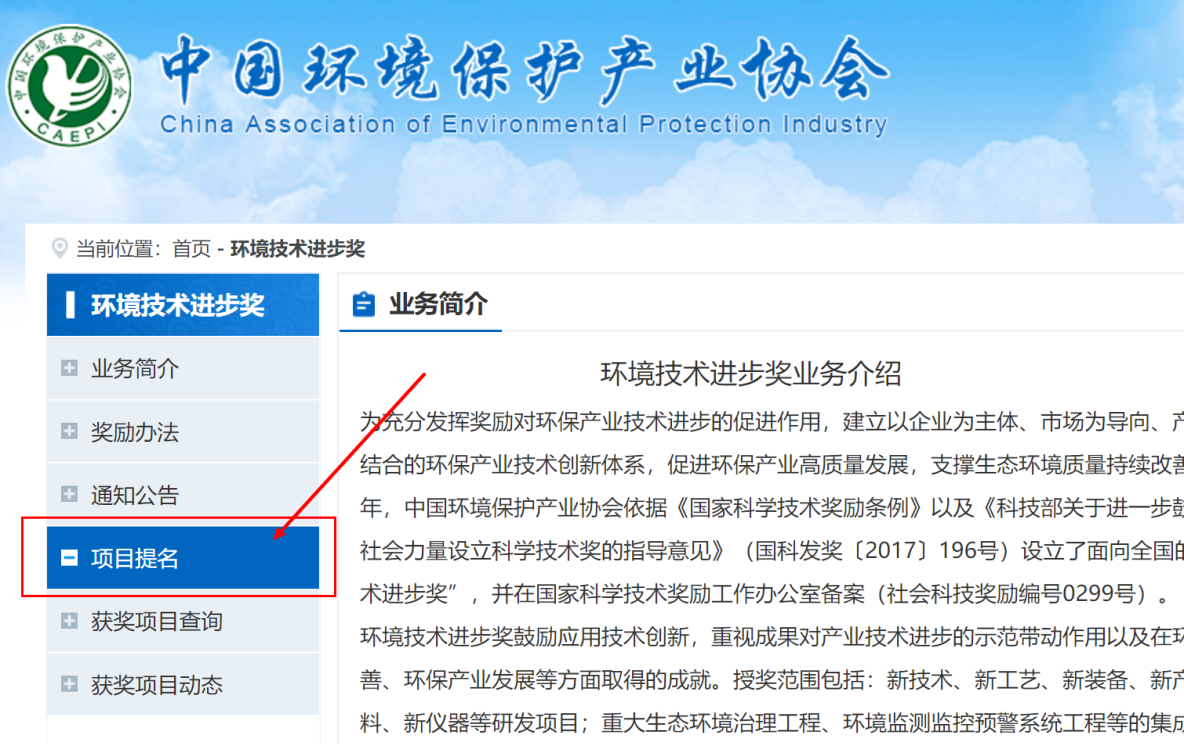 中国环境保护产业协会
CAEPI
中国环境保护产业协会
China Association of Environmental Protection Industry
当前位置：首页 - 环境技术进步奖
环境技术进步奖
业务简介
奖励办法
通知公告
项目提名
获奖项目查询
获奖项目动态
业务简介
环境技术进步奖业务介绍
为充分发挥奖励对环保产业技术进步的促进作用，建立以企业为主体、市场为导向、产
结合的环保产业技术创新体系，促进环保产业高质量发展，支撑生态环境质量持续改善
年，中国环境保护产业协会依据《国家科学技术奖励条例》以及《科技部关于进一步鼓
社会力量设立科学技术奖的指导意见》（国科发奖〔2017〕196号）设立了面向全国的
术进步奖”，并在国家科学技术奖励工作办公室备案（社会科技奖励编号0299号）。
环境技术进步奖鼓励应用技术创新，重视成果对产业技术进步的示范带动作用以及在环
善、环保产业发展等方面取得的成就。授奖范围包括：新技术、新工艺、新装备、新产
料、新仪器等研发项目；重大生态环境治理工程、环境监测监控预警系统工程等的集成